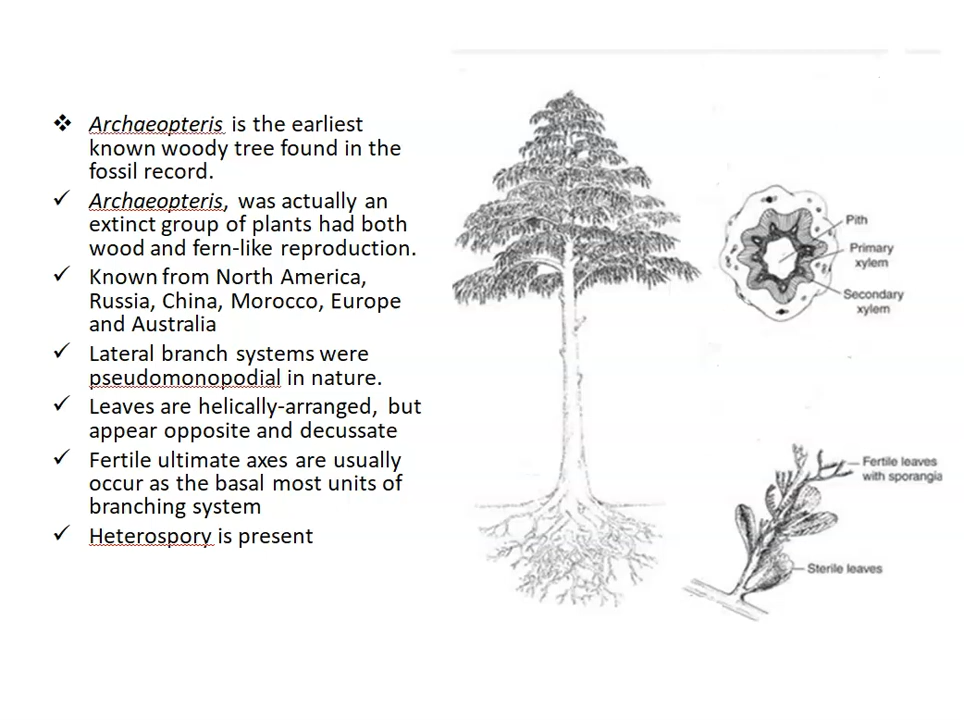 ❖ Archaeopteris is the earliest
known woody tree found in the
fossil record.
✓ Archaeopteris, was actually an
extinct group of plants had both
wood and fern-like reproduction.
✓ Known from North America,
Russia, China, Morocco, Europe
and Australia
✓ Lateral branch systems were
pseudomonopodial in nature.
✓ Leaves are helically-arranged, but
appear opposite and decussate
✓ Fertile ultimate axes are usually
occur as the basal most units of
branching system
✓ Heterospory is present
Pith
Primary
xylem
Secondary
xylem
Fertile leaves
with sporangia
Sterile leaves